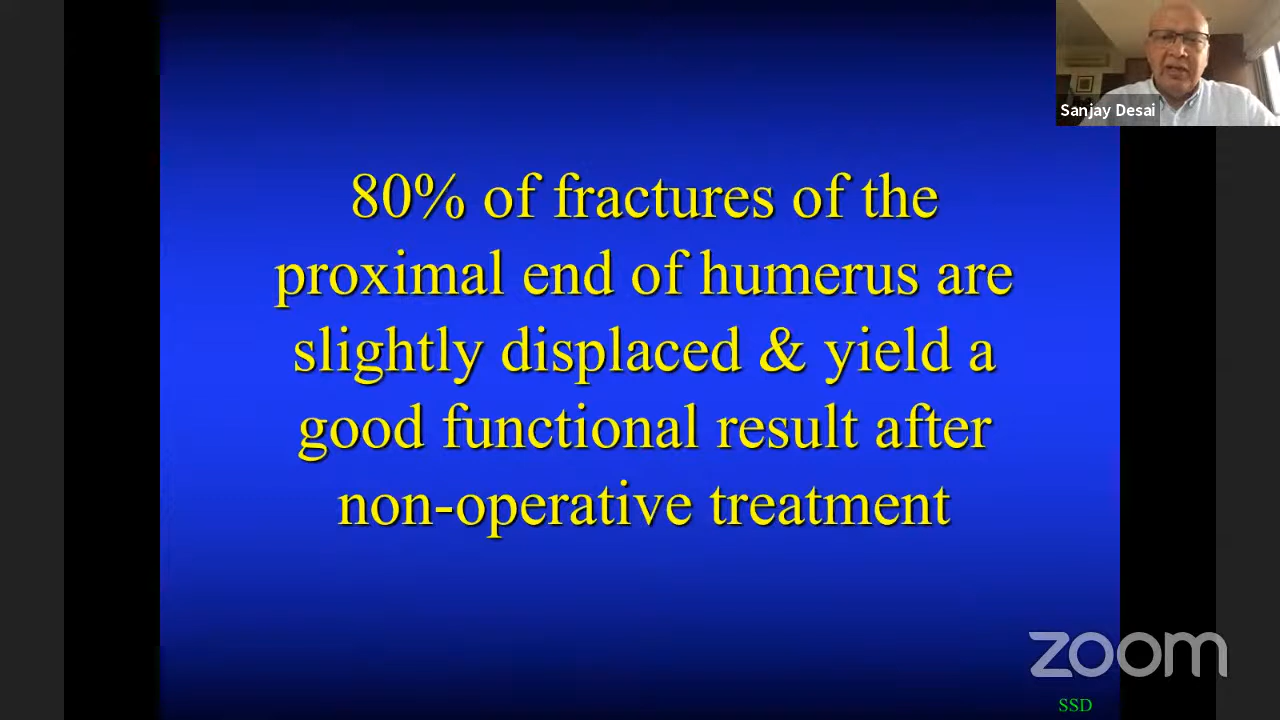 Sanjay Desai
80% of fractures of the
proximal end of humerus are
slightly displaced & yield a
good functional result after
non-operative treatment
zoom
SSD